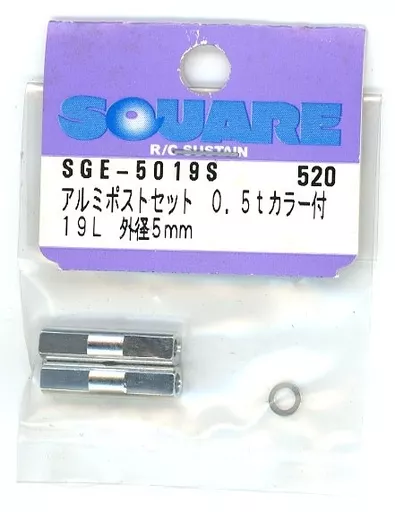 SQUARE
R/C SUSTAIN
SGE-5019S 520
アルミポストセット 0.5tカラー付
19L 外径5mm